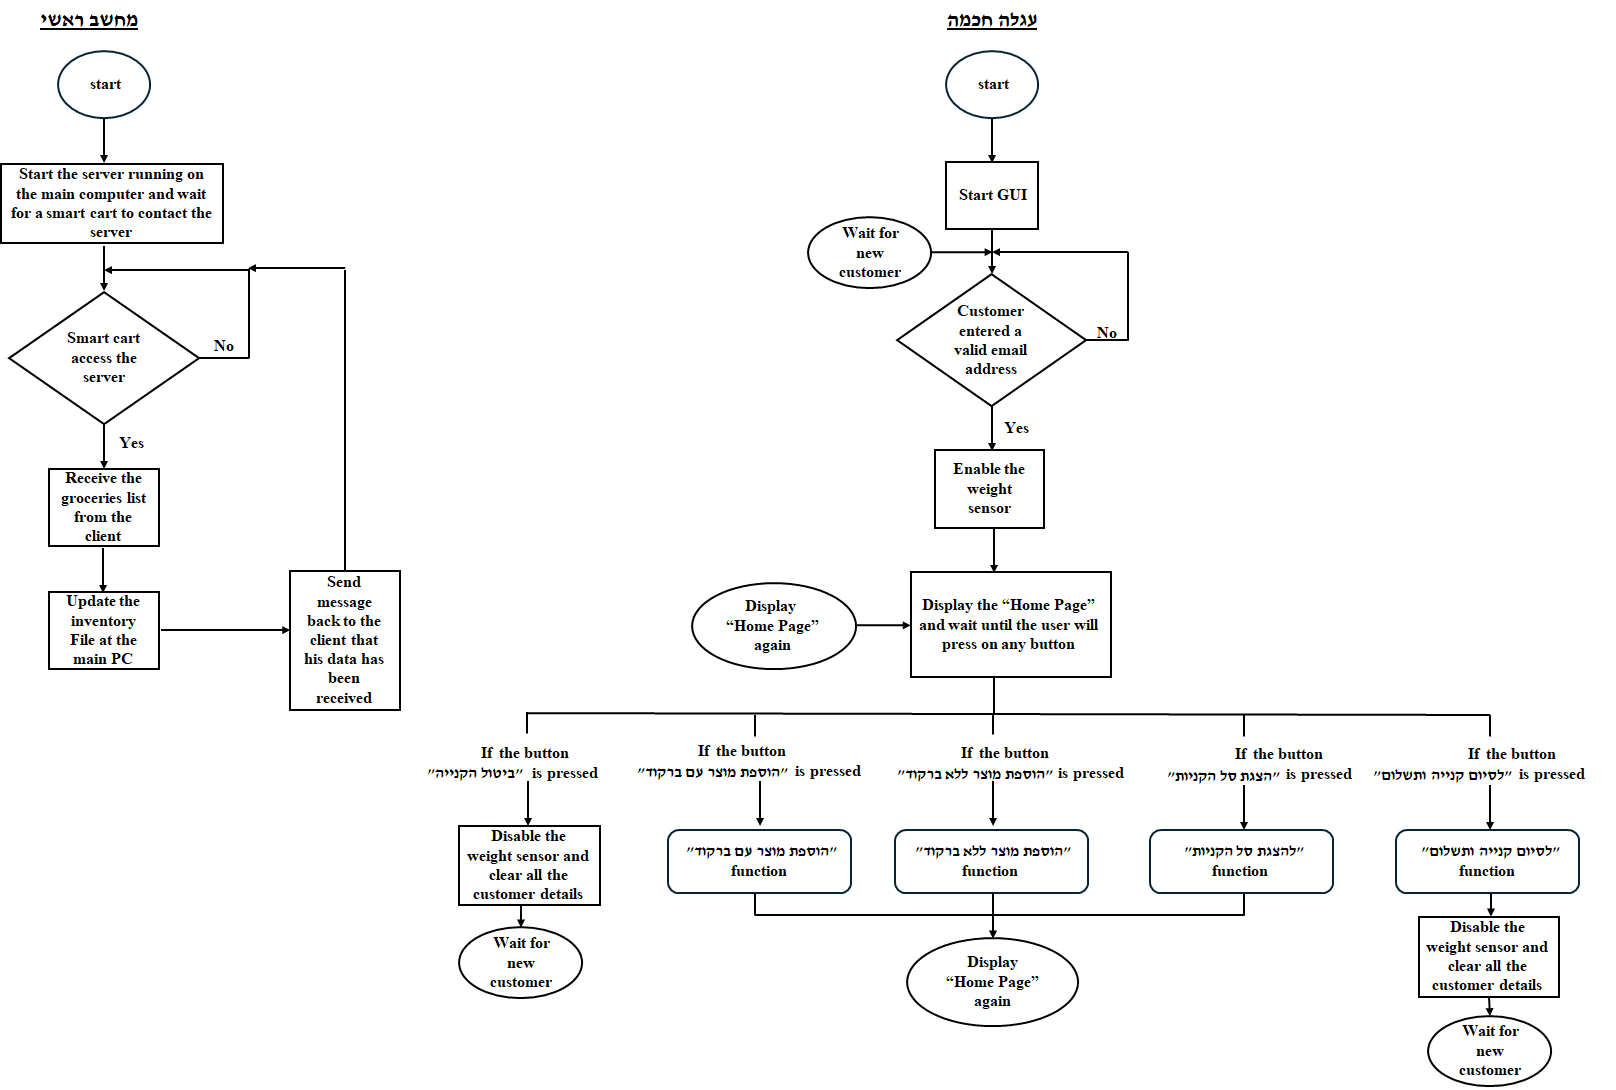 מחשב ראשי
start
Start the server running on
the main computer and wait
for a smart cart to contact the
server
Smart cart
access the
server
No
Yes
Receive the
groceries list
from the
client
Update the
inventory
File at the
main PC
Send
message
back to the
client that
his data has
been
received
עגלה חכמה
start
Start GUI
Wait for
new
customer
Customer
entered a
valid email
address
No
Yes
Enable the
weight
sensor
Display
“Home Page”
again
Display the “Home Page”
and wait until the user will
press on any button
If the button
"ביטול הקנייה" is pressed
Disable the
weight sensor and
clear all the
customer details
Wait for
new
customer
If the button
"הוספת מוצר עם ברקוד" is pressed
"הוספת מוצר עם ברקוד"
function
If the button
"הוספת מוצר ללא ברקוד" is pressed
"הוספת מוצר ללא ברקוד"
function
If the button
"הצגת סל הקניות" is pressed
"להצגת סל הקניות"
function
Display
“Home Page”
again
If the button
"לסיום קנייה ותשלום" is pressed
"לסיום קנייה ותשלום"
function
Disable the
weight sensor and
clear all the
customer details
Wait for
new
customer